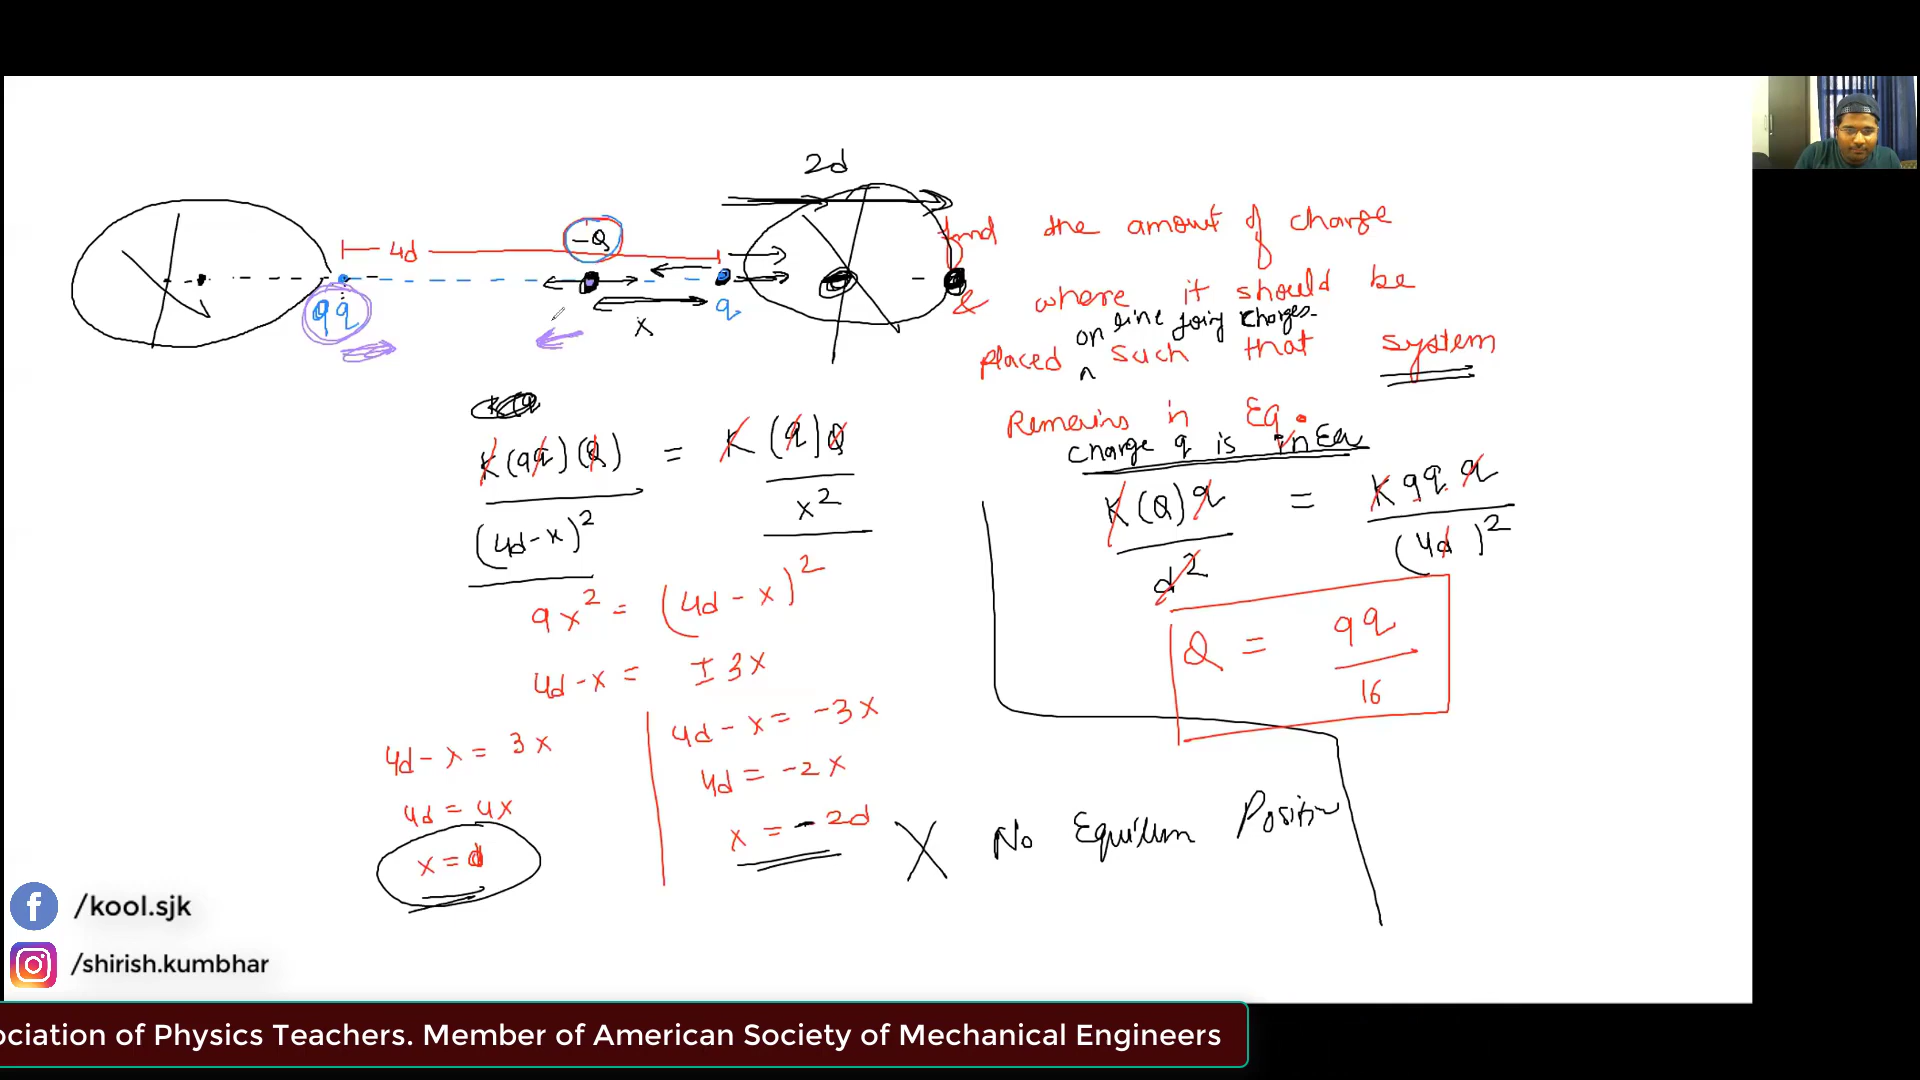 2d
-Q
4d
9q
x
q
find the amount of charge
& where it should be
on line joing charges-
placed ^ such that system
Remains in Eq.
charge q is in Eq
K(9q)(Q) / (4d-x)² = K(q)Q / x²
9x² = (4d-x)²
4d-x = ±3x
4d-x = 3x
4d = 4x
x = d
4d-x = -3x
4d = -2x
x = -2d
X No Equilibrium Position
K(Q)q / d² = K9q.q / (4d)²
Q = 9q / 16
/kool.sjk
/shirish.kumbhar
ociation of Physics Teachers. Member of American Society of Mechanical Engineers